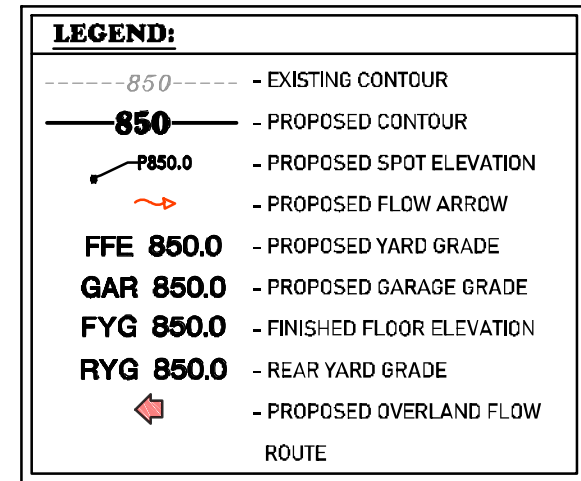 LEGEND:
850 - EXISTING CONTOUR
850 - PROPOSED CONTOUR
P850.0 - PROPOSED SPOT ELEVATION
- PROPOSED FLOW ARROW
FFE 850.0 - PROPOSED YARD GRADE
GAR 850.0 - PROPOSED GARAGE GRADE
FYG 850.0 - FINISHED FLOOR ELEVATION
RYG 850.0 - REAR YARD GRADE
- PROPOSED OVERLAND FLOW
ROUTE